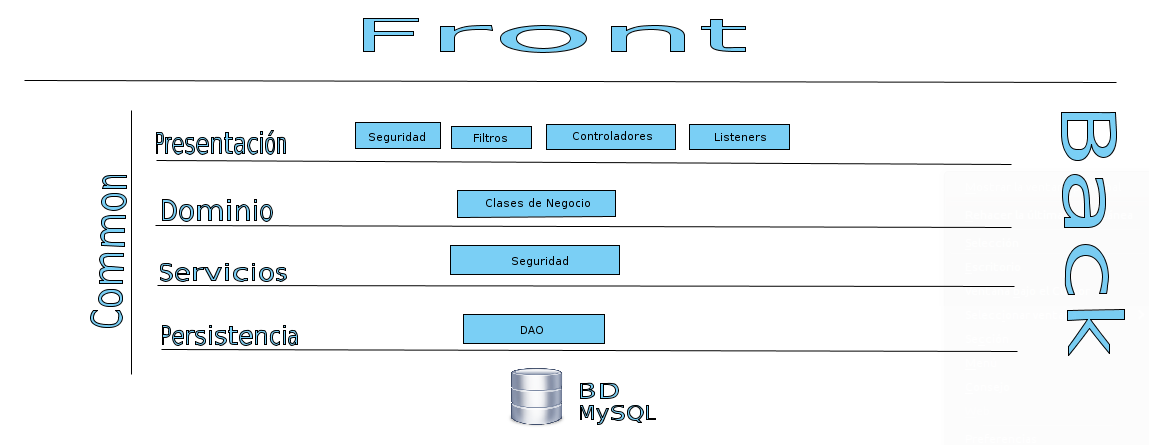 Front
Presentación
Seguridad
Filtros
Controladores
Listeners
Dominio
Clases de Negocio
Servicios
Seguridad
Persistencia
DAO
BD
MySQL
Common
Back